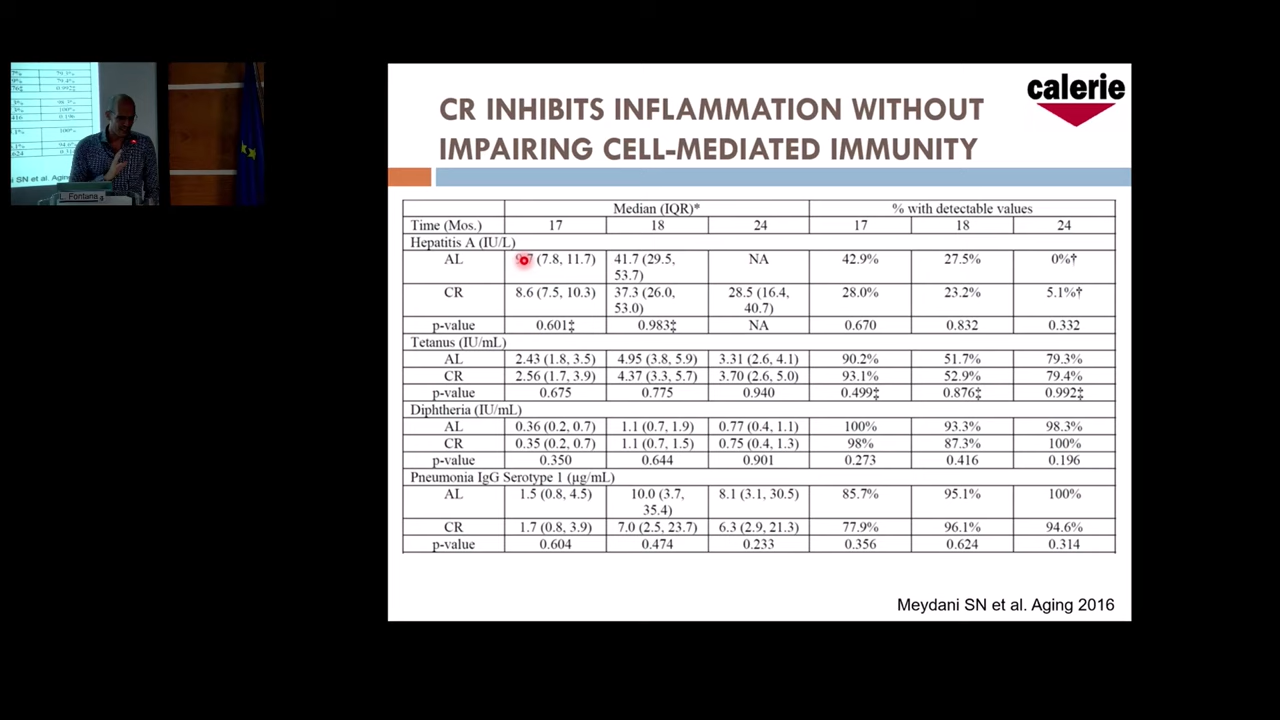 calerie
CR INHIBITS INFLAMMATION WITHOUT
IMPAIRING CELL-MEDIATED IMMUNITY
Median (IQR)* % with detectable values
Time (Mos.) 17 18 24 17 18 24
Hepatitis A (IU/L)
AL (7.8, 11.7) 41.7 (29.5, 53.7) NA 42.9% 27.5% 0%†
CR 8.6 (7.5, 10.3) 37.3 (26.0, 53.0) 28.5 (16.4, 40.7) 28.0% 23.2% 5.1%†
p-value 0.601‡ 0.983‡ NA 0.670 0.832 0.332
Tetanus (IU/mL)
AL 2.43 (1.8, 3.5) 4.95 (3.8, 5.9) 3.31 (2.6, 4.1) 90.2% 51.7% 79.3%
CR 2.56 (1.7, 3.9) 4.37 (3.3, 5.7) 3.70 (2.6, 5.0) 93.1% 52.9% 79.4%
p-value 0.675 0.775 0.940 0.499‡ 0.876‡ 0.992‡
Diphtheria (IU/mL)
AL 0.36 (0.2, 0.7) 1.1 (0.7, 1.9) 0.77 (0.4, 1.1) 100% 93.3% 98.3%
CR 0.35 (0.2, 0.7) 1.1 (0.7, 1.5) 0.75 (0.4, 1.3) 98% 87.3% 100%
p-value 0.350 0.644 0.901 0.273 0.416 0.196
Pneumonia IgG Serotype 1 (µg/mL)
AL 1.5 (0.8, 4.5) 10.0 (3.7, 35.4) 8.1 (3.1, 30.5) 85.7% 95.1% 100%
CR 1.7 (0.8, 3.9) 7.0 (2.5, 23.7) 6.3 (2.9, 21.3) 77.9% 96.1% 94.6%
p-value 0.604 0.474 0.233 0.356 0.624 0.314
Meydani SN et al. Aging 2016
SN et al. Aging
L. Fontana